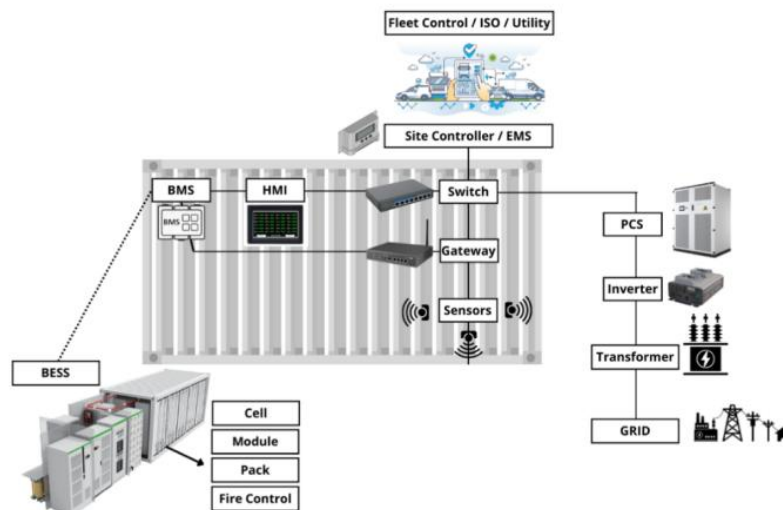 Fleet Control / ISO / Utility
Site Controller / EMS
BMS
HMI
Switch
BMS
PCS
Gateway
Inverter
Sensors
Transformer
BESS
Cell
Module
GRID
Pack
Fire Control